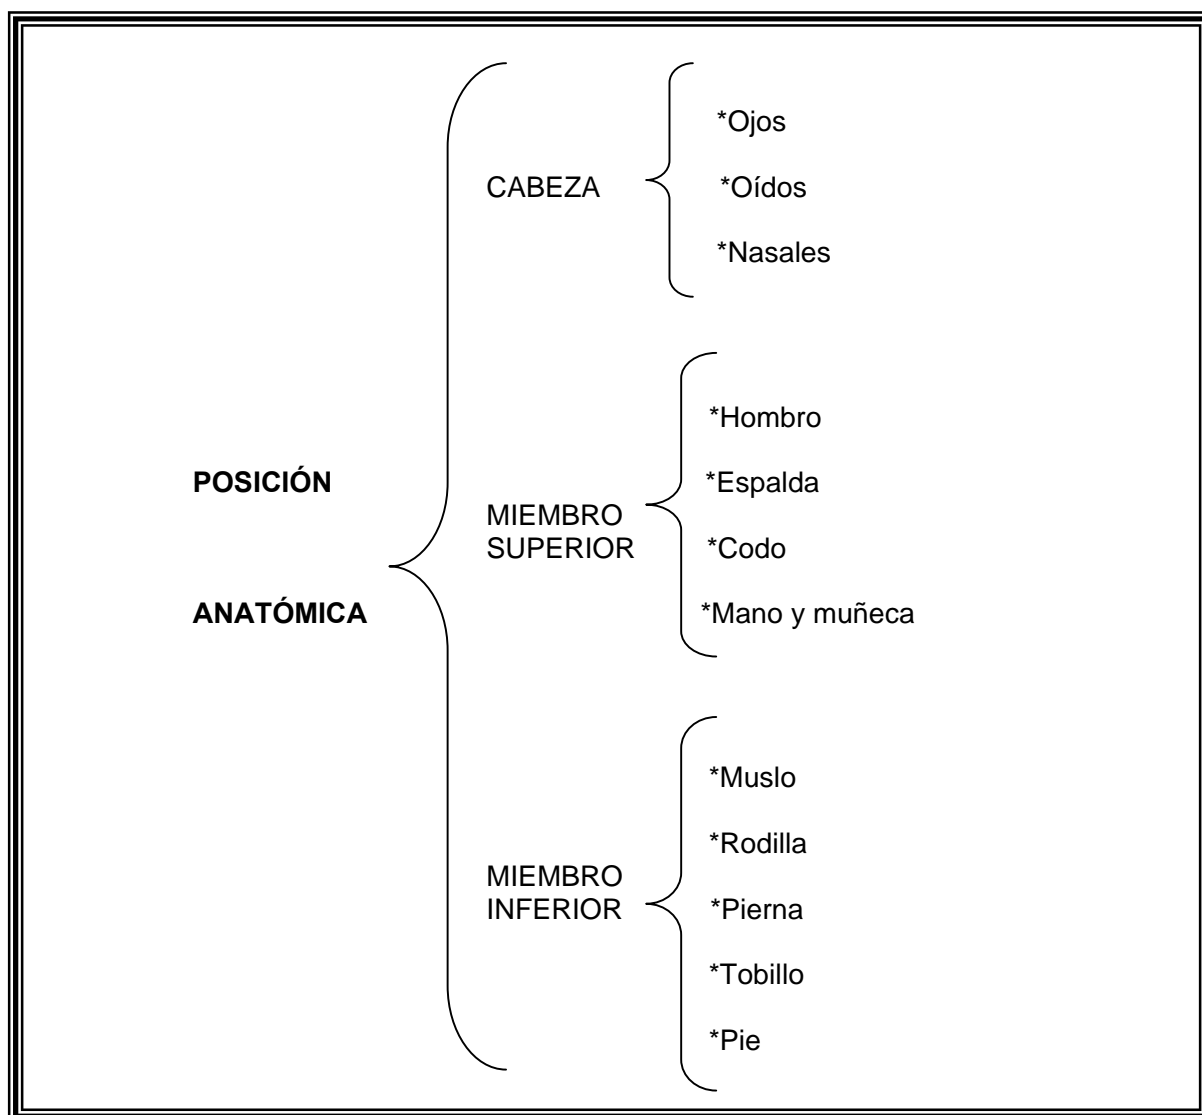 POSICIÓN
ANATÓMICA
CABEZA
*Ojos
*Oídos
*Nasales
MIEMBRO
SUPERIOR
*Hombro
*Espalda
*Codo
*Mano y muñeca
MIEMBRO
INFERIOR
*Muslo
*Rodilla
*Pierna
*Tobillo
*Pie